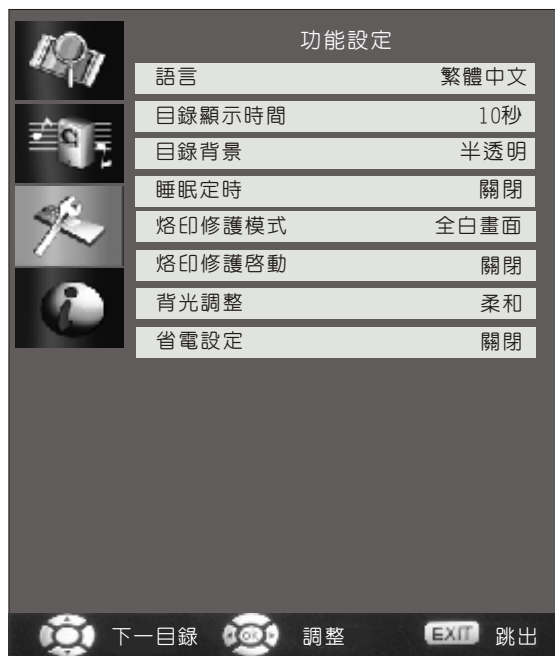 功能設定
語言 繁體中文
目錄顯示時間 10秒
目錄背景 半透明
睡眠定時 關閉
烙印修護模式 全白畫面
烙印修護啓動 關閉
背光調整 柔和
省電設定 關閉
下一目錄 OK 調整 EXIT 跳出